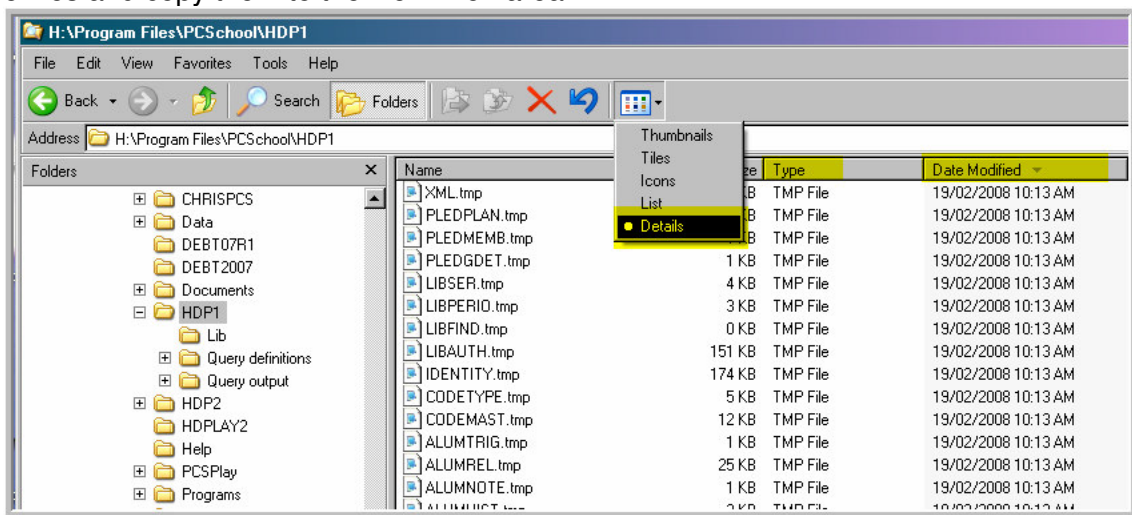 H:\Program Files\PCSchool\HDP1
File Edit View Favorites Tools Help
Back Search Folders
Address H:\Program Files\PCSchool\HDP1
Thumbnails
Tiles
Icons
List
Details
Folders
CHRISPCS
Data
DEBT07R1
DEBT2007
Documents
HDP1
Lib
Query definitions
Query output
HDP2
HDPLAY2
Help
PCSPlay
Programs
Name Type Date Modified
XML.tmp KB TMP File 19/02/2008 10:13 AM
PLEDPLAN.tmp KB TMP File 19/02/2008 10:13 AM
PLEDMEMB.tmp KB TMP File 19/02/2008 10:13 AM
PLEDGDET.tmp 1 KB TMP File 19/02/2008 10:13 AM
LIBSER.tmp 4 KB TMP File 19/02/2008 10:13 AM
LIBPERIO.tmp 3 KB TMP File 19/02/2008 10:13 AM
LIBFIND.tmp 0 KB TMP File 19/02/2008 10:13 AM
LIBAUTH.tmp 151 KB TMP File 19/02/2008 10:13 AM
IDENTITY.tmp 174 KB TMP File 19/02/2008 10:13 AM
CODETYPE.tmp 5 KB TMP File 19/02/2008 10:13 AM
CODEMAST.tmp 12 KB TMP File 19/02/2008 10:13 AM
ALUMTRIG.tmp 1 KB TMP File 19/02/2008 10:13 AM
ALUMREL.tmp 25 KB TMP File 19/02/2008 10:13 AM
ALUMNOTE.tmp 1 KB TMP File 19/02/2008 10:13 AM